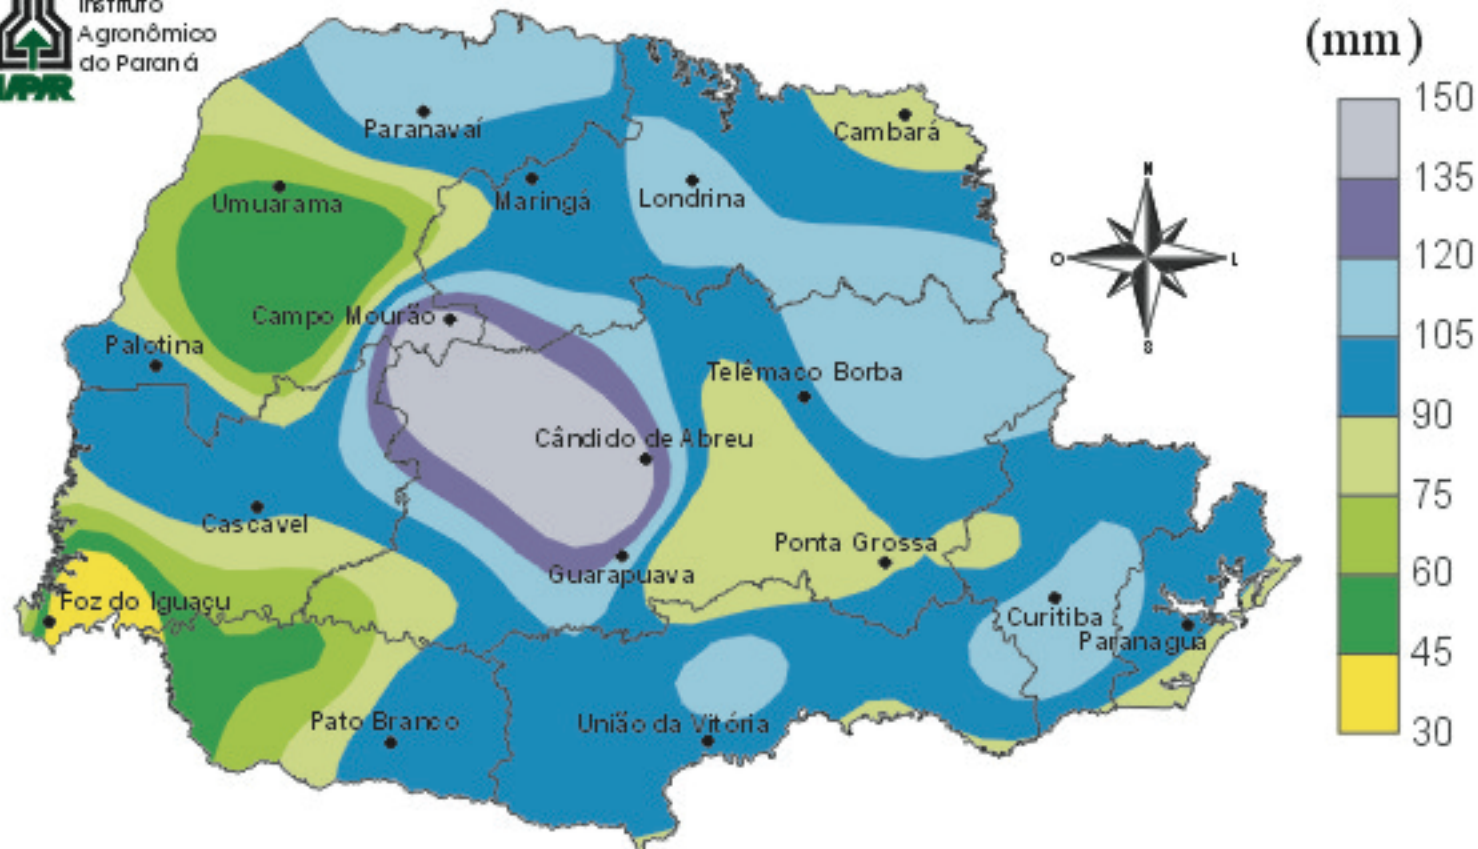 Instituto
Agronômico
do Paraná
IAPAR
(mm)
150
135
120
105
90
75
60
45
30
N
O
L
S
Paranavaí
Cambará
Umuarama
Maringá
Londrina
Campo Mourão
Palotina
Telêmaco Borba
Cândido de Abreu
Cascavel
Ponta Grossa
Guarapuava
Foz do Iguaçu
Curitiba
Paranaguá
Pato Branco
União da Vitória